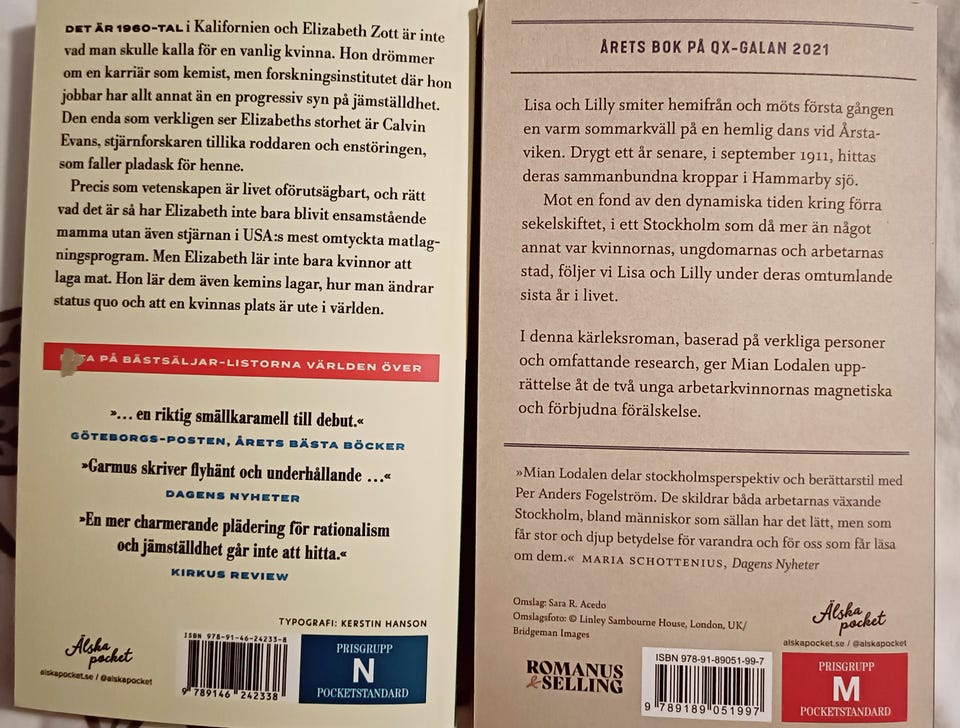 DET ÄR 1960-TAL i Kalifornien och Elizabeth Zott är inte
vad man skulle kalla för en vanlig kvinna. Hon drömmer
om en karriär som kemist, men forskningsinstitutet där hon
jobbar har allt annat än en progressiv syn på jämställdhet.
Den enda som verkligen ser Elizabeths storhet är Calvin
Evans, stjärnforskaren tillika roddaren och enstöringen,
som faller pladask för henne.
Precis som vetenskapen är livet oförutsägbart, och rätt
vad det är så har Elizabeth inte bara blivit ensamstående
mamma utan även stjärnan i USA:s mest omtyckta matlag-
ningsprogram. Men Elizabeth lär inte bara kvinnor att
laga mat. Hon lär dem även kemins lagar, hur man ändrar
status quo och att en kvinnas plats är ute i världen.
PÅ BÄSTSÄLJAR-LISTORNA VÄRLDEN ÖVER
»... en riktig smällkaramell till debut.«
GÖTEBORGS-POSTEN, ÅRETS BÄSTA BÖCKER
»Garmus skriver flyhänt och underhållande ...«
DAGENS NYHETER
»En mer charmerande plädering för rationalism
och jämställdhet går inte att hitta.«
KIRKUS REVIEW
TYPOGRAFI: KERSTIN HANSON
Älska
pocket
alskapocket.se / @alskapocket
ISBN 978-91-46-24233-8
9 789146 242338
PRISGRUPP
N
POCKETSTANDARD
ÅRETS BOK PÅ QX-GALAN 2021
Lisa och Lilly smiter hemifrån och möts första gången
en varm sommarkväll på en hemlig dans vid Årsta-
viken. Drygt ett år senare, i september 1911, hittas
deras sammanbundna kroppar i Hammarby sjö.
Mot en fond av den dynamiska tiden kring förra
sekelskiftet, i ett Stockholm som då mer än något
annat var kvinnornas, ungdomarnas och arbetarnas
stad, följer vi Lisa och Lilly under deras omtumlande
sista år i livet.
I denna kärleksroman, baserad på verkliga personer
och omfattande research, ger Mian Lodalen upp-
rättelse åt de två unga arbetarkvinnornas magnetiska
och förbjudna förälskelse.
»Mian Lodalen delar stockholmsperspektiv och berättarstil med
Per Anders Fogelström. De skildrar båda arbetarnas växande
Stockholm, bland människor som sällan har det lätt, men som
får stor och djup betydelse för varandra och för oss som får läsa
om dem.« MARIA SCHOTTENIUS, Dagens Nyheter
Omslag: Sara R. Acedo
Omslagsfoto: © Linley Sambourne House, London, UK/
Bridgeman Images
Älska
pocket
alskapocket.se / @alskapocket
ROMANUS
& SELLING
ISBN 978-91-89051-99-7
9 789189 051997
PRISGRUPP
M
POCKETSTANDARD